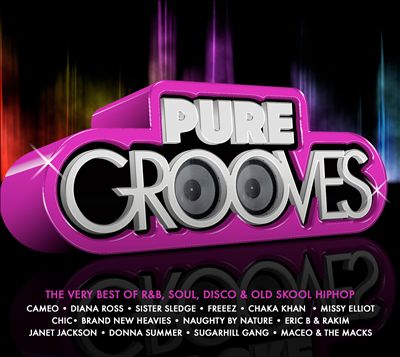 PURE
GROOVES
THE VERY BEST OF R&B, SOUL, DISCO & OLD SKOOL HIPHOP
CAMEO • DIANA ROSS • SISTER SLEDGE • FREEEZ • CHAKA KHAN • MISSY ELLIOT
CHIC • BRAND NEW HEAVIES • NAUGHTY BY NATURE • ERIC B & RAKIM
JANET JACKSON • DONNA SUMMER • SUGARHILL GANG • MACEO & THE MACKS